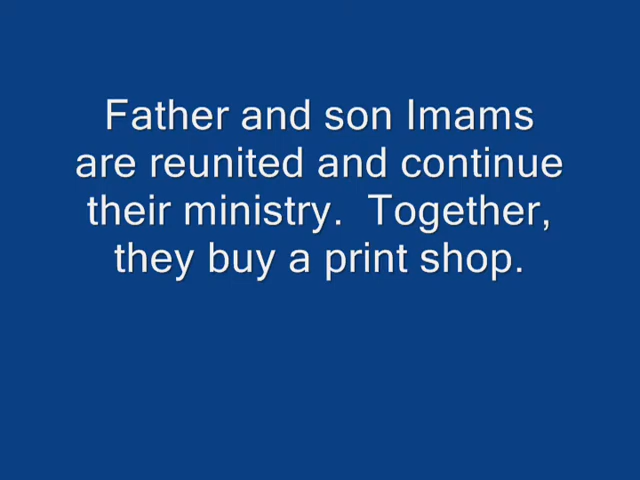 Father and son Imams
are reunited and continue
their ministry.  Together,
they buy a print shop.